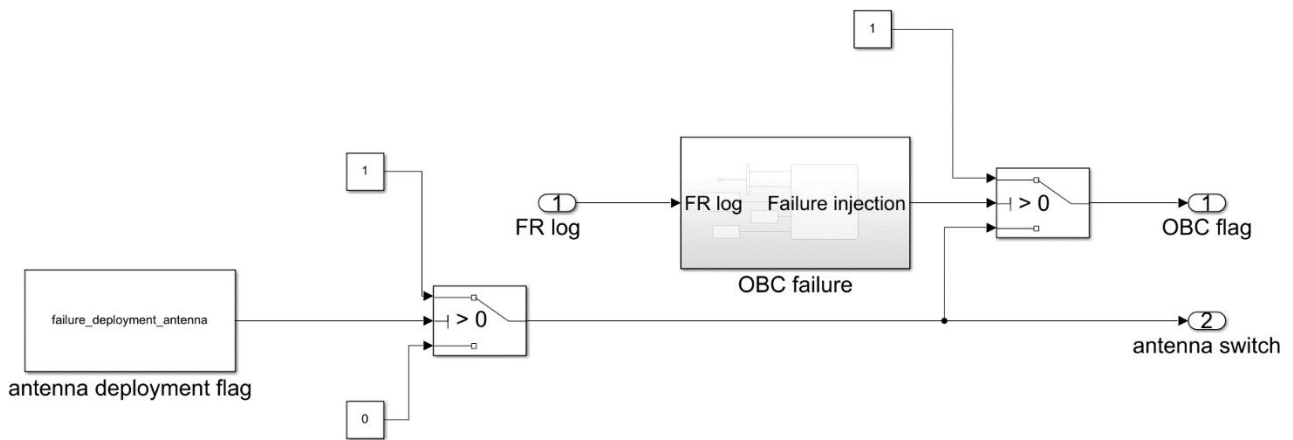 1
1
1
FR log
FR log
Failure injection
OBC failure
> 0
1
OBC flag
failure_deployment_antenna
antenna deployment flag
> 0
0
2
antenna switch